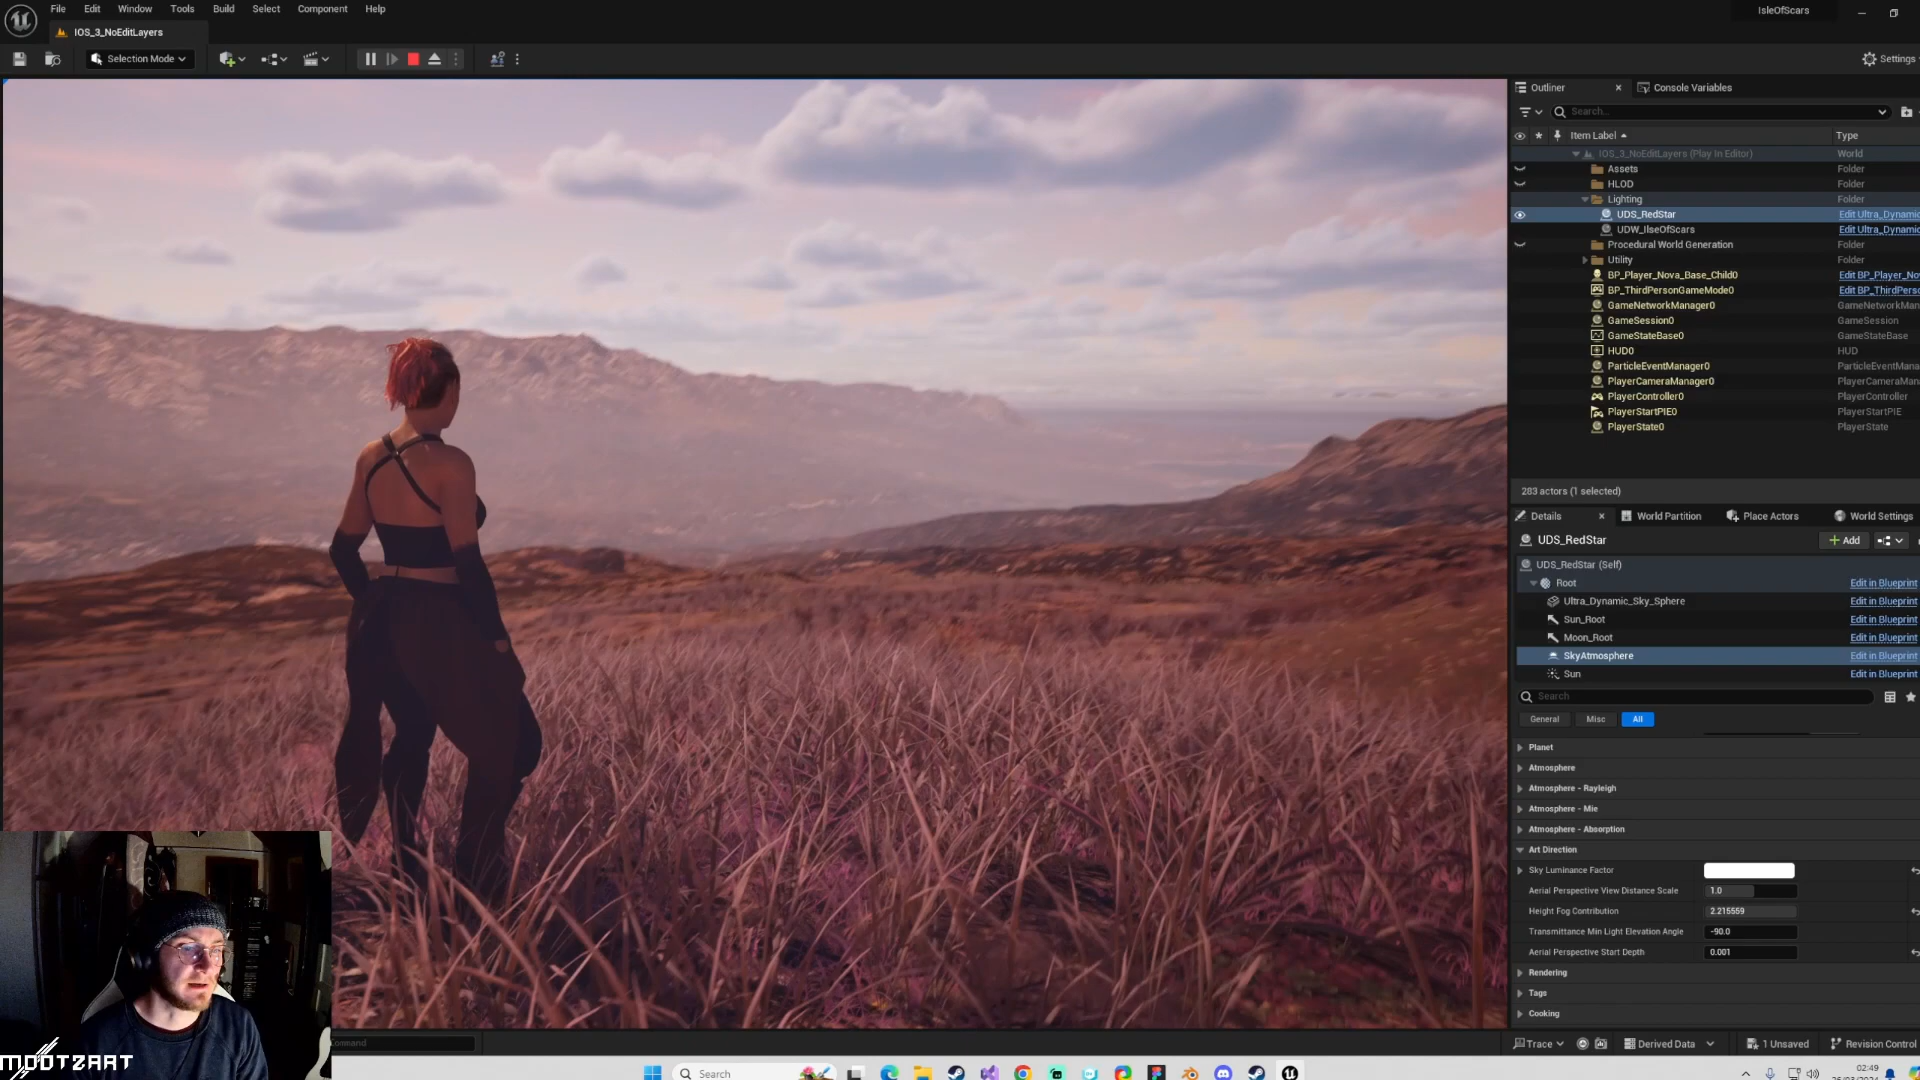 File Edit Window Tools Build Select Component Help
IsleOfScars
IOS_3_NoEditLayers
Selection Mode
Settings
Outliner
Console Variables
Search...
Item Label
Type
IOS_3_NoEditLayers (Play In Editor)
World
Assets
Folder
HLOD
Folder
Lighting
Folder
UDS_RedStar
Edit Ultra_Dynamic
UDW_IlseOfScars
Edit Ultra_Dynamic
Procedural World Generation
Folder
Utility
Folder
BP_Player_Nova_Base_Child0
Edit BP_Player_No
BP_ThirdPersonGameMode0
Edit BP_ThirdPerso
GameNetworkManager0
GameNetworkMan
GameSession0
GameSession
GameStateBase0
GameStateBase
HUD0
HUD
ParticleEventManager0
ParticleEventMana
PlayerCameraManager0
PlayerCameraMan
PlayerController0
PlayerController
PlayerStartPIE0
PlayerStartPIE
PlayerState0
PlayerState
283 actors (1 selected)
Details
World Partition
Place Actors
World Settings
UDS_RedStar
+ Add
UDS_RedStar (Self)
Root
Edit in Blueprint
Ultra_Dynamic_Sky_Sphere
Edit in Blueprint
Sun_Root
Edit in Blueprint
Moon_Root
Edit in Blueprint
SkyAtmosphere
Edit in Blueprint
Sun
Edit in Blueprint
Search
General
Misc
All
Planet
Atmosphere
Atmosphere - Rayleigh
Atmosphere - Mie
Atmosphere - Absorption
Art Direction
Sky Luminance Factor
Aerial Perspective View Distance Scale
1.0
Height Fog Contribution
2.215559
Transmittance Min Light Elevation Angle
-90.0
Aerial Perspective Start Depth
0.001
Rendering
Tags
Cooking
MOOTZART
Trace
Derived Data
1 Unsaved
Revision Control
Search
02:49